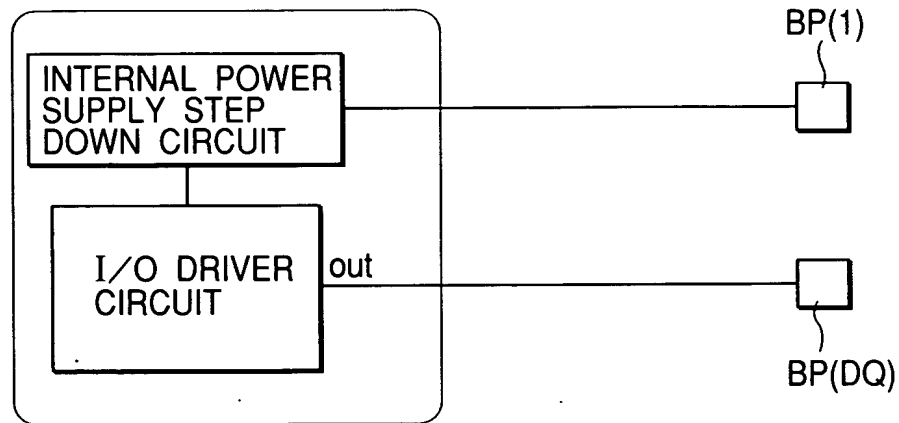 BP(1)
INTERNAL POWER
SUPPLY STEP
DOWN CIRCUIT
I/O DRIVER
CIRCUIT
out
BP(DQ)